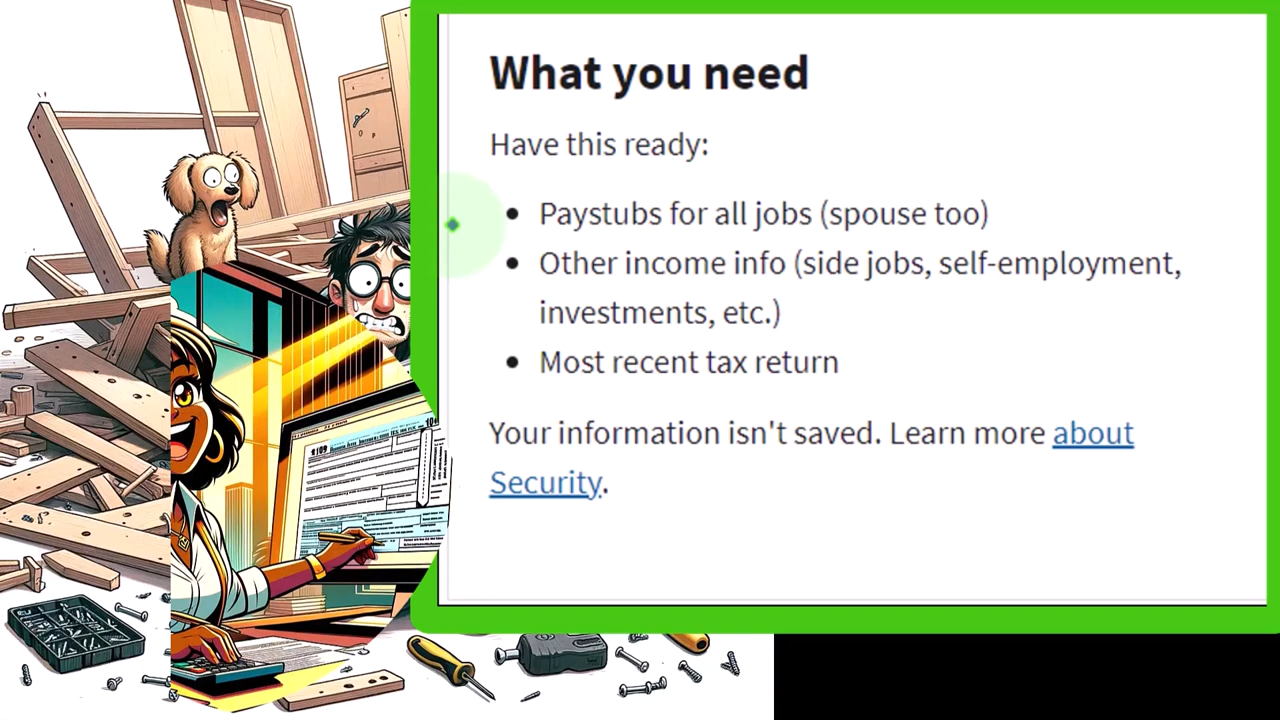 What you need
Have this ready:
Paystubs for all jobs (spouse too)
Other income info (side jobs, self-employment,
investments, etc.)
Most recent tax return
Your information isn't saved. Learn more about
Security.